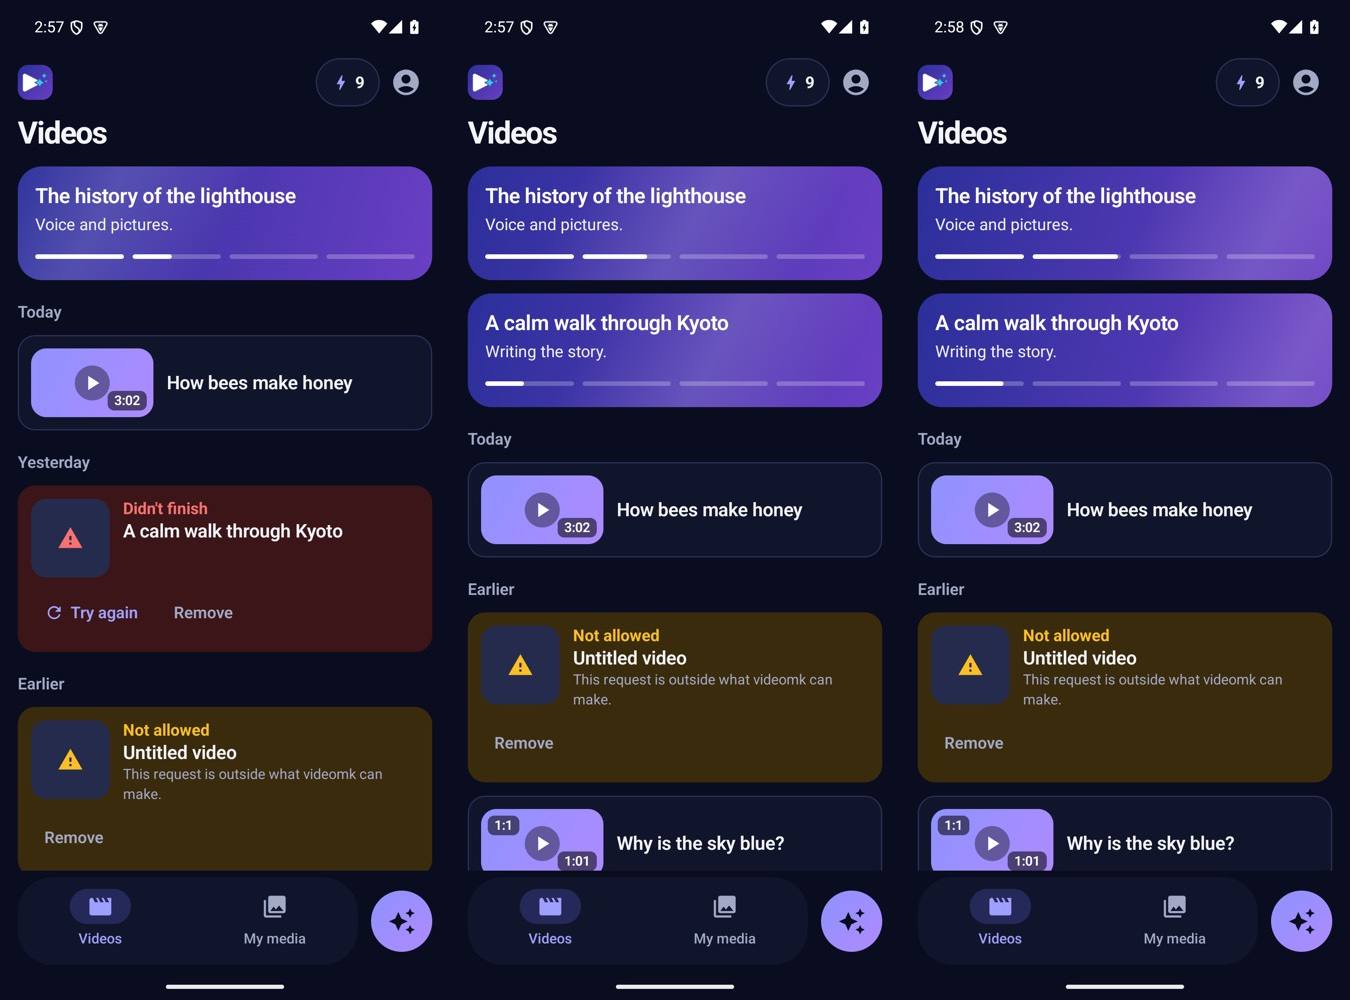 2:57
9
Videos
The history of the lighthouse
Voice and pictures.
Today
3:02
How bees make honey
Yesterday
Didn't finish
A calm walk through Kyoto
Try again
Remove
Earlier
Not allowed
Untitled video
This request is outside what videomk can
make.
Remove
Videos
My media
2:57
9
Videos
The history of the lighthouse
Voice and pictures.
A calm walk through Kyoto
Writing the story.
Today
3:02
How bees make honey
Earlier
Not allowed
Untitled video
This request is outside what videomk can
make.
Remove
1:1
Why is the sky blue?
1:01
Videos
My media
2:58
9
Videos
The history of the lighthouse
Voice and pictures.
A calm walk through Kyoto
Writing the story.
Today
3:02
How bees make honey
Earlier
Not allowed
Untitled video
This request is outside what videomk can
make.
Remove
1:1
Why is the sky blue?
1:01
Videos
My media